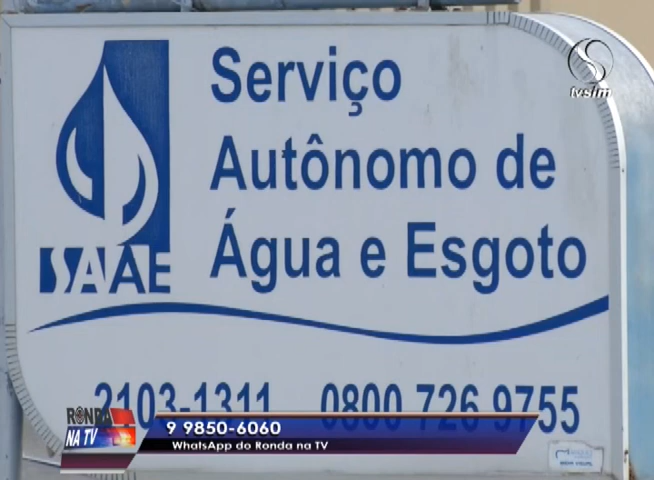 tvsim
Serviço
Autônomo de
Água e Esgoto
SAAE
2103-1311 0800 726 9755
RONDA
NA TV
9 9850-6060
WhatsApp do Ronda na TV